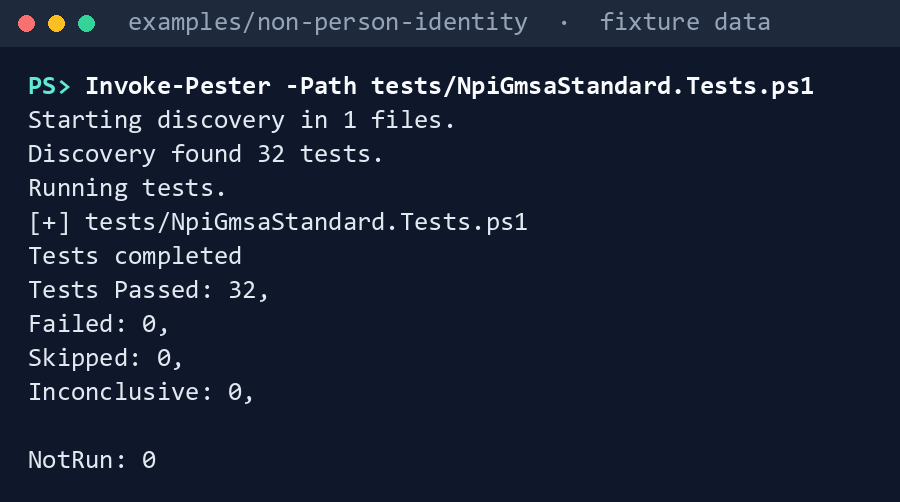 examples/non-person-identity · fixture data
PS> Invoke-Pester -Path tests/NpiGmsaStandard.Tests.ps1
Starting discovery in 1 files.
Discovery found 32 tests.
Running tests.
[+] tests/NpiGmsaStandard.Tests.ps1
Tests completed
Tests Passed: 32,
Failed: 0,
Skipped: 0,
Inconclusive: 0,
NotRun: 0